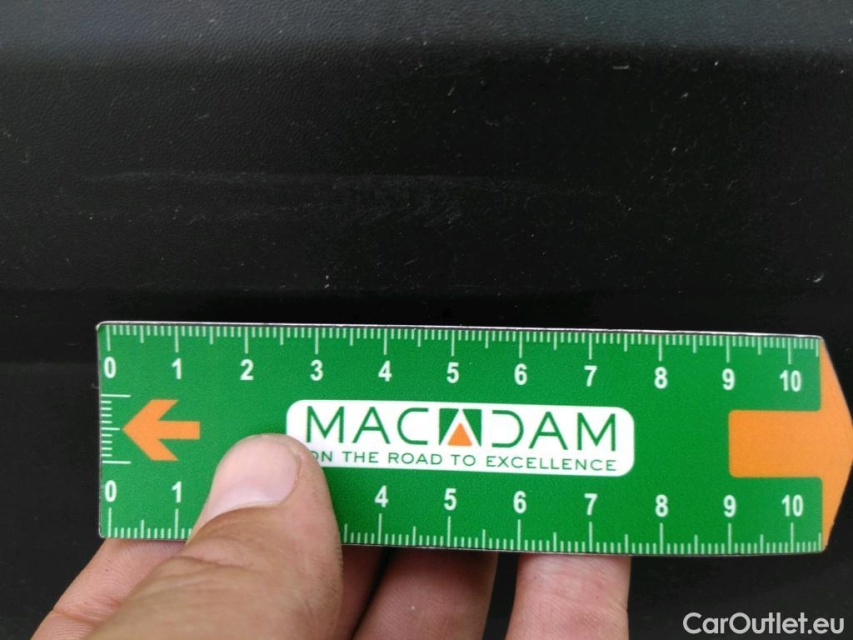 0 1 2 3 4 5 6 7 8 9 10
MACADAM
ON THE ROAD TO EXCELLENCE
0 1 4 5 6 7 8 9 10
CarOutlet.eu